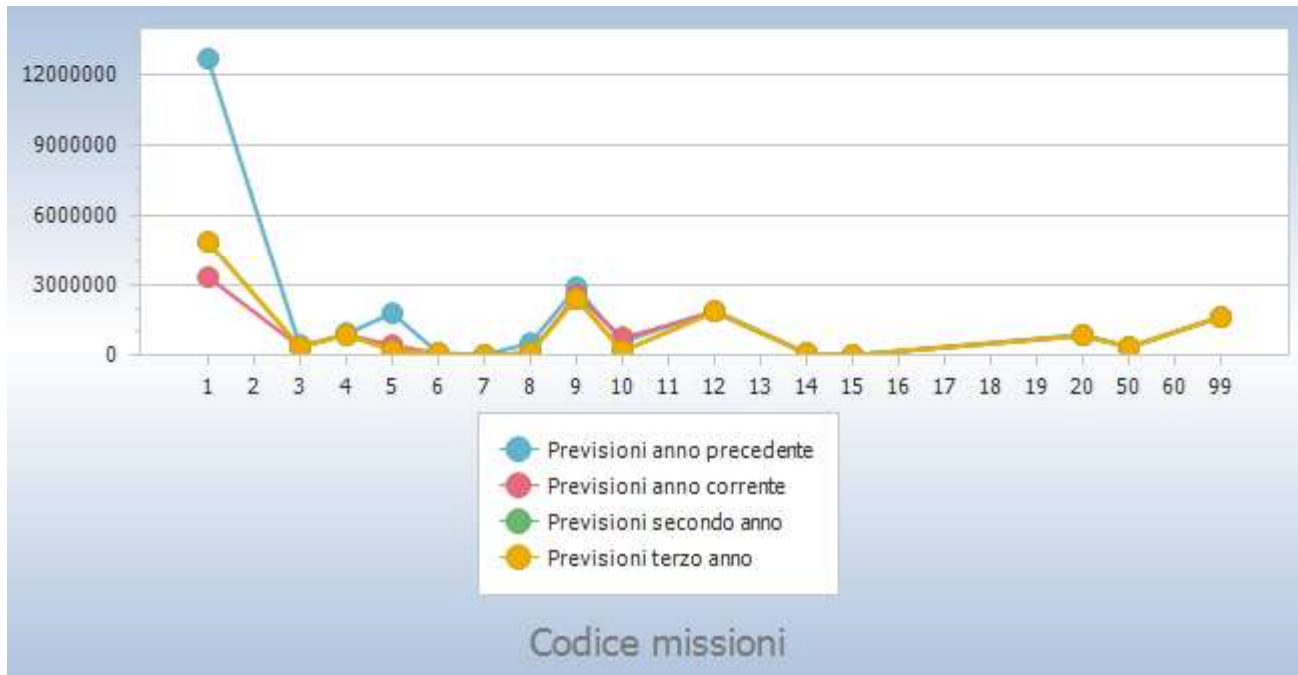 12000000
9000000
6000000
3000000
0
1 2 3 4 5 6 7 8 9 10 11 12 13 14 15 16 17 18 19 20 50 60 99
Previsioni anno precedente
Previsioni anno corrente
Previsioni secondo anno
Previsioni terzo anno
Codice missioni